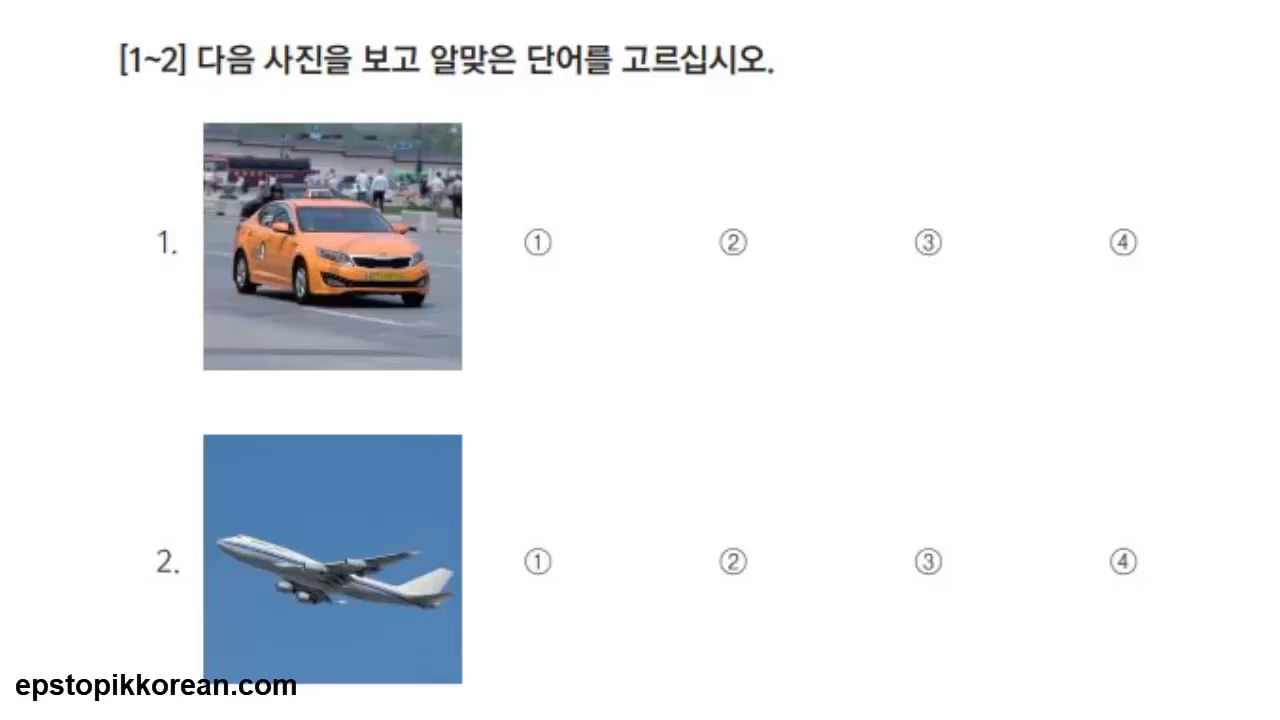 [1~2] 다음 사진을 보고 알맞은 단어를 고르십시오.
1. ① ② ③ ④
2. ① ② ③ ④
epstopikkorean.com